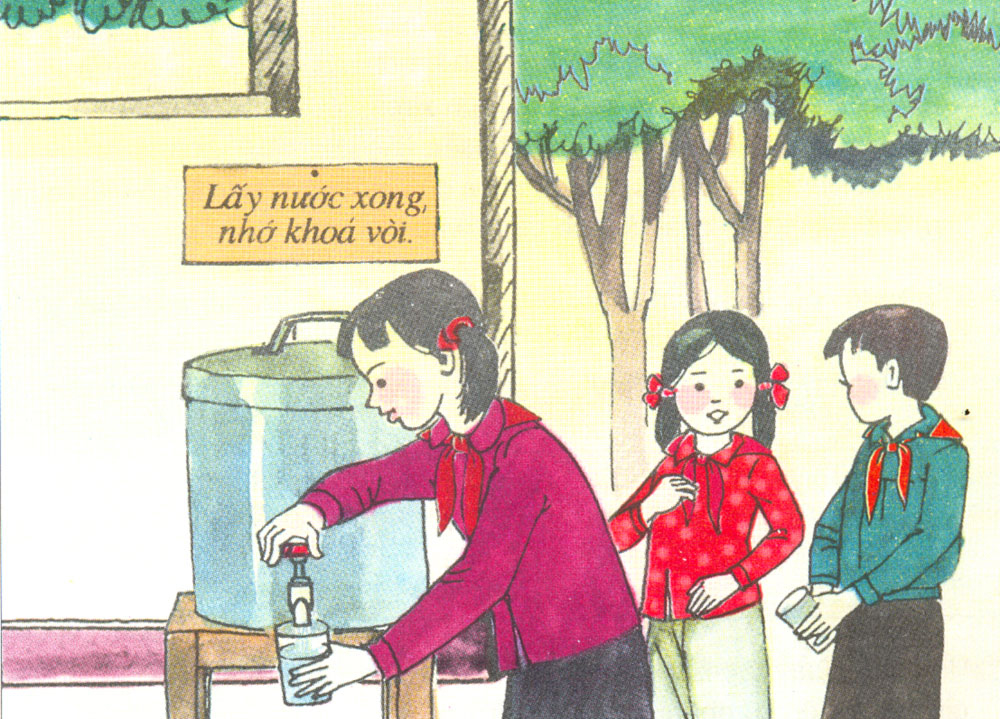 Lấy nước xong,
nhớ khoá vòi.